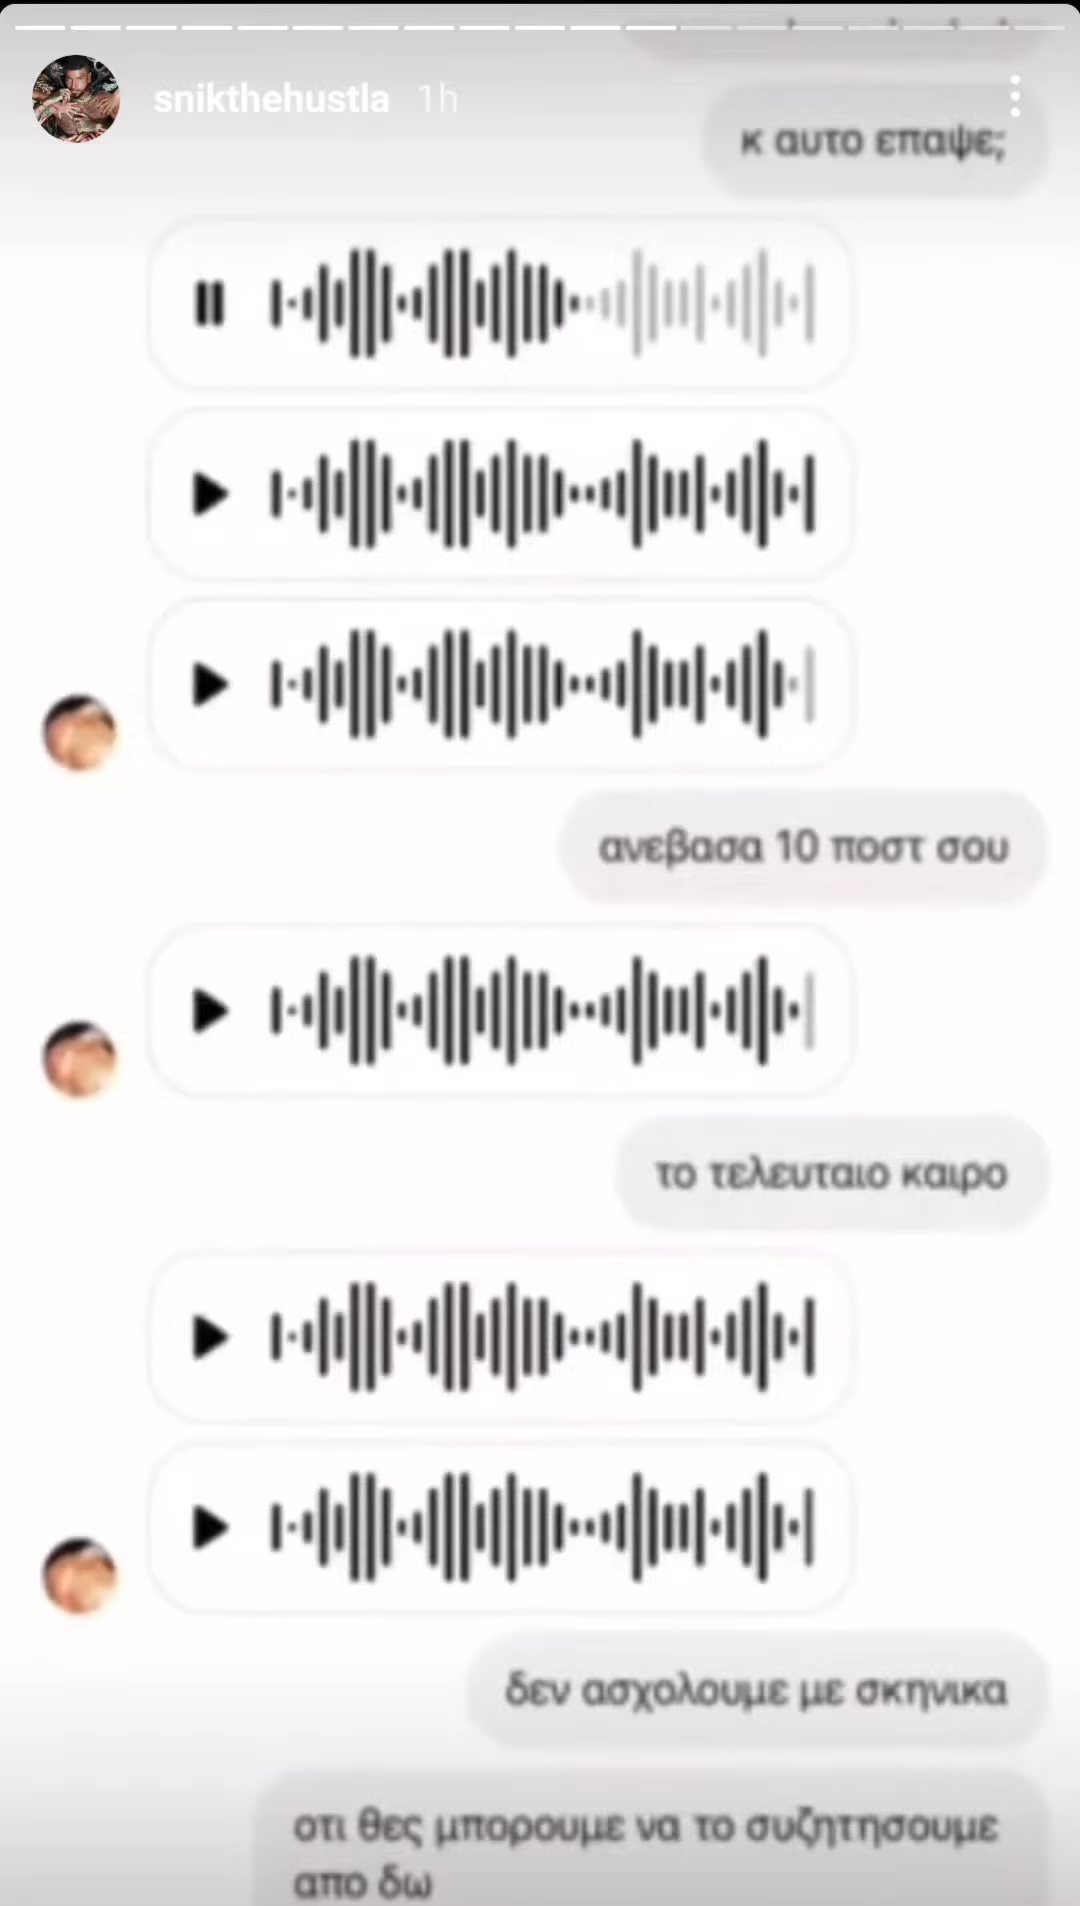 snikthehustla 1h
κ αυτο επαψε;
ανεβασα 10 ποστ σου
το τελευταιο καιρο
δεν ασχολουμε με σκηνικα
οτι θες μπορουμε να το συζητησουμε
απο δω